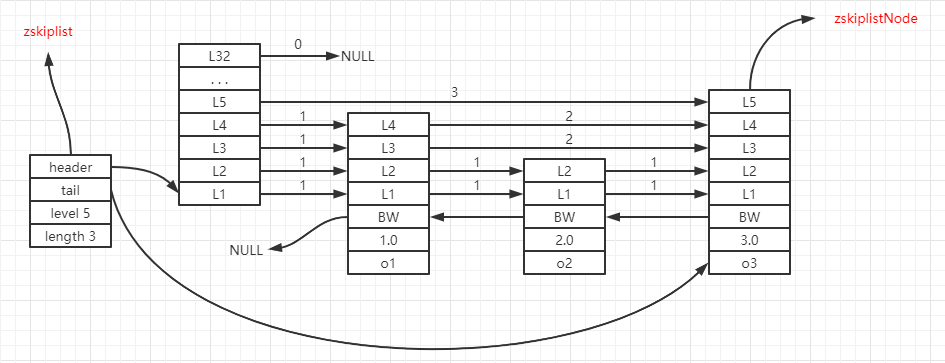 zskiplist
zskiplistNode
header
tail
level 5
length 3
L32
...
L5
L4
L3
L2
L1
0
NULL
3
1
1
1
1
L4
L3
L2
L1
BW
1.0
o1
NULL
2
2
1
1
L2
L1
BW
2.0
o2
1
1
L5
L4
L3
L2
L1
BW
3.0
o3